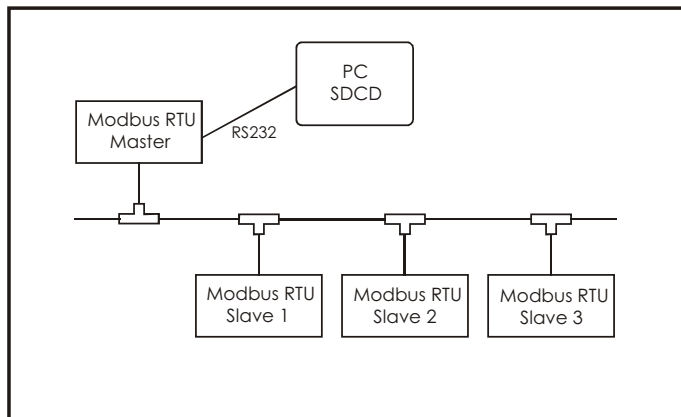 PC
SDCD
Modbus RTU
Master
RS232
Modbus RTU
Slave 1
Modbus RTU
Slave 2
Modbus RTU
Slave 3